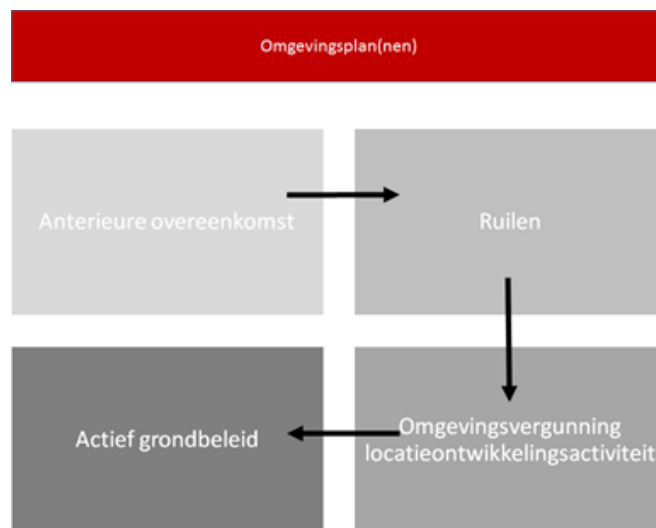 Omgevingsplan(nen)
Anterieure overeenkomst
Ruilen
Actief grondbeleid
Omgevingsvergunning
locatieontwikkelingsactiviteit